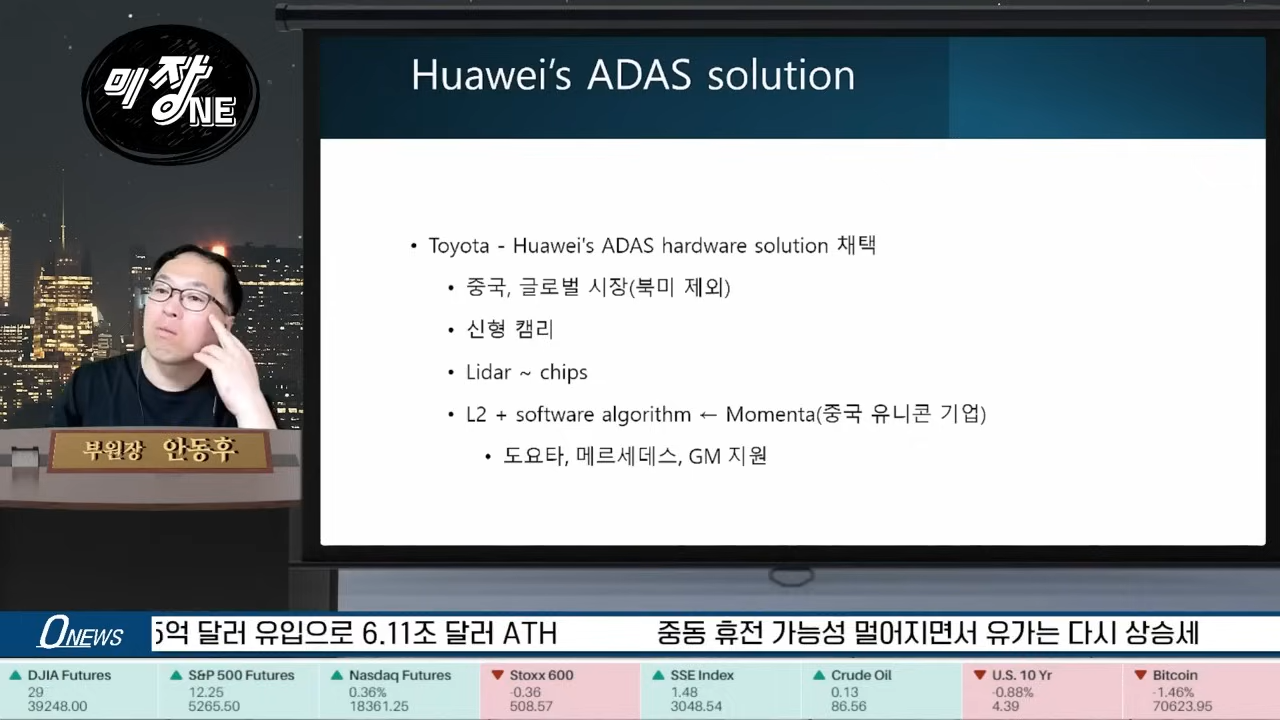 미장
NE
Huawei's ADAS solution
• Toyota - Huawei's ADAS hardware solution 채택
• 중국, 글로벌 시장(북미 제외)
• 신형 캠리
• Lidar ~ chips
• L2 + software algorithm ← Momenta(중국 유니콘 기업)
• 도요타, 메르세데스, GM 지원
부원장 안동후
ONEWS
5억 달러 유입으로 6.11조 달러 ATH 중동 휴전 가능성 멀어지면서 유가는 다시 상승세
▲ DJIA Futures
29
39248.00
▲ S&P 500 Futures
12.25
5265.50
▲ Nasdaq Futures
0.36%
18361.25
▼ Stoxx 600
-0.36
508.57
▲ SSE Index
1.48
3048.54
▲ Crude Oil
0.13
86.56
▼ U.S. 10 Yr
-0.88%
4.39
▼ Bitcoin
-1.46%
70623.95